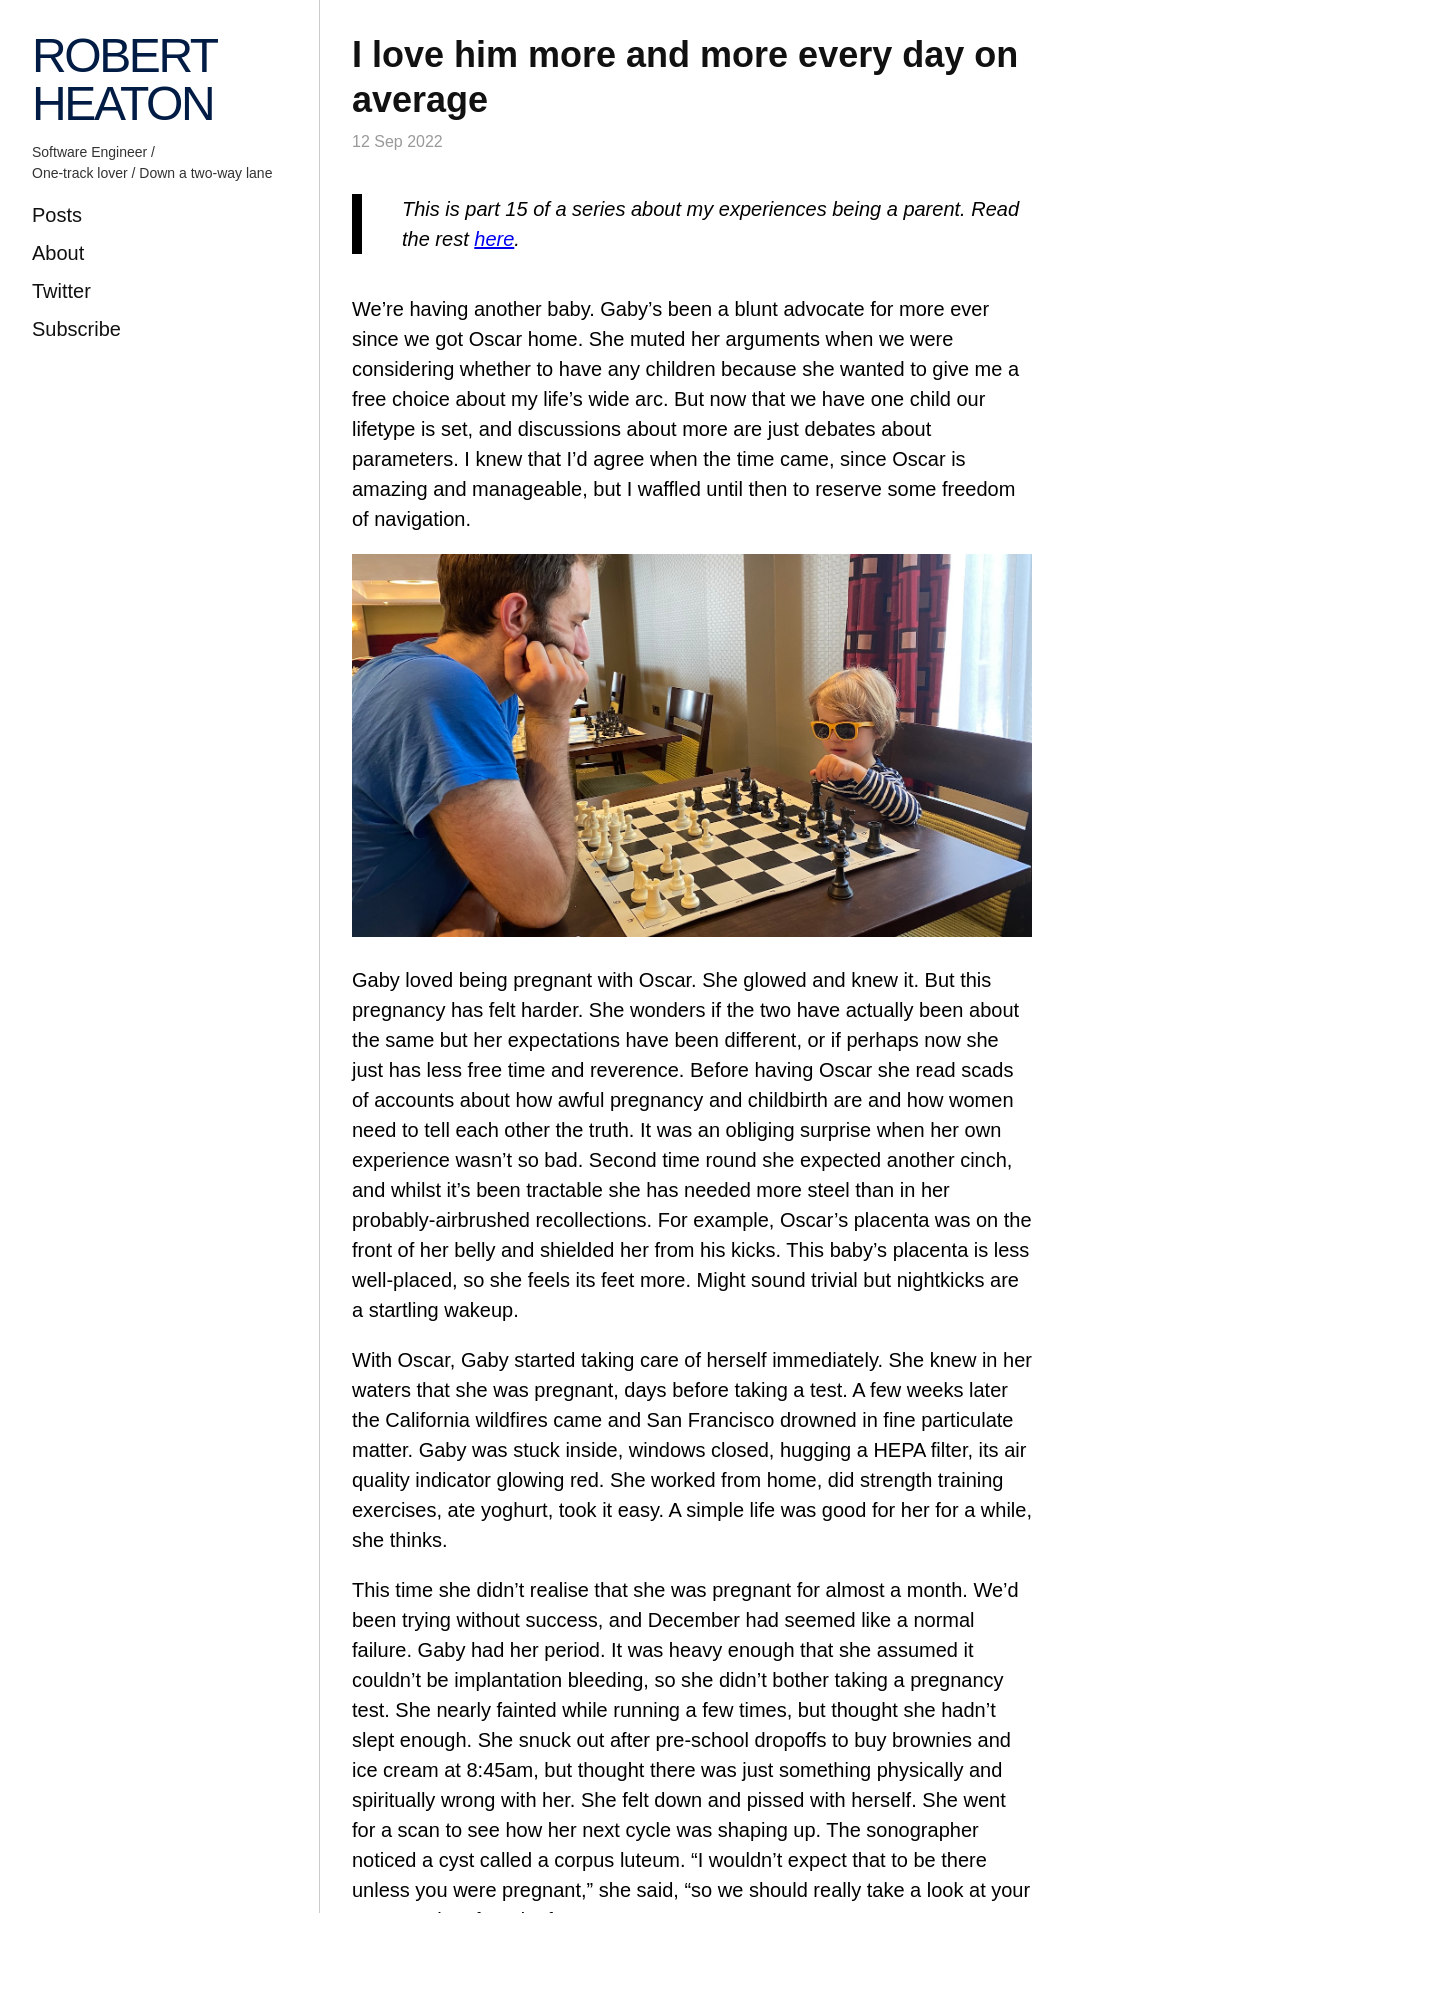 ROBERT
HEATON
Software Engineer /
One-track lover / Down a two-way lane
Posts
About
Twitter
Subscribe
I love him more and more every day on
average
12 Sep 2022
This is part 15 of a series about my experiences being a parent. Read
the rest here.
We’re having another baby. Gaby’s been a blunt advocate for more ever
since we got Oscar home. She muted her arguments when we were
considering whether to have any children because she wanted to give me a
free choice about my life’s wide arc. But now that we have one child our
lifetype is set, and discussions about more are just debates about
parameters. I knew that I’d agree when the time came, since Oscar is
amazing and manageable, but I waffled until then to reserve some freedom
of navigation.
Gaby loved being pregnant with Oscar. She glowed and knew it. But this
pregnancy has felt harder. She wonders if the two have actually been about
the same but her expectations have been different, or if perhaps now she
just has less free time and reverence. Before having Oscar she read scads
of accounts about how awful pregnancy and childbirth are and how women
need to tell each other the truth. It was an obliging surprise when her own
experience wasn’t so bad. Second time round she expected another cinch,
and whilst it’s been tractable she has needed more steel than in her
probably-airbrushed recollections. For example, Oscar’s placenta was on the
front of her belly and shielded her from his kicks. This baby’s placenta is less
well-placed, so she feels its feet more. Might sound trivial but nightkicks are
a startling wakeup.
With Oscar, Gaby started taking care of herself immediately. She knew in her
waters that she was pregnant, days before taking a test. A few weeks later
the California wildfires came and San Francisco drowned in fine particulate
matter. Gaby was stuck inside, windows closed, hugging a HEPA filter, its air
quality indicator glowing red. She worked from home, did strength training
exercises, ate yoghurt, took it easy. A simple life was good for her for a while,
she thinks.
This time she didn’t realise that she was pregnant for almost a month. We’d
been trying without success, and December had seemed like a normal
failure. Gaby had her period. It was heavy enough that she assumed it
couldn’t be implantation bleeding, so she didn’t bother taking a pregnancy
test. She nearly fainted while running a few times, but thought she hadn’t
slept enough. She snuck out after pre-school dropoffs to buy brownies and
ice cream at 8:45am, but thought there was just something physically and
spiritually wrong with her. She felt down and pissed with herself. She went
for a scan to see how her next cycle was shaping up. The sonographer
noticed a cyst called a corpus luteum. “I wouldn’t expect that to be there
unless you were pregnant,” she said, “so we should really take a look at your